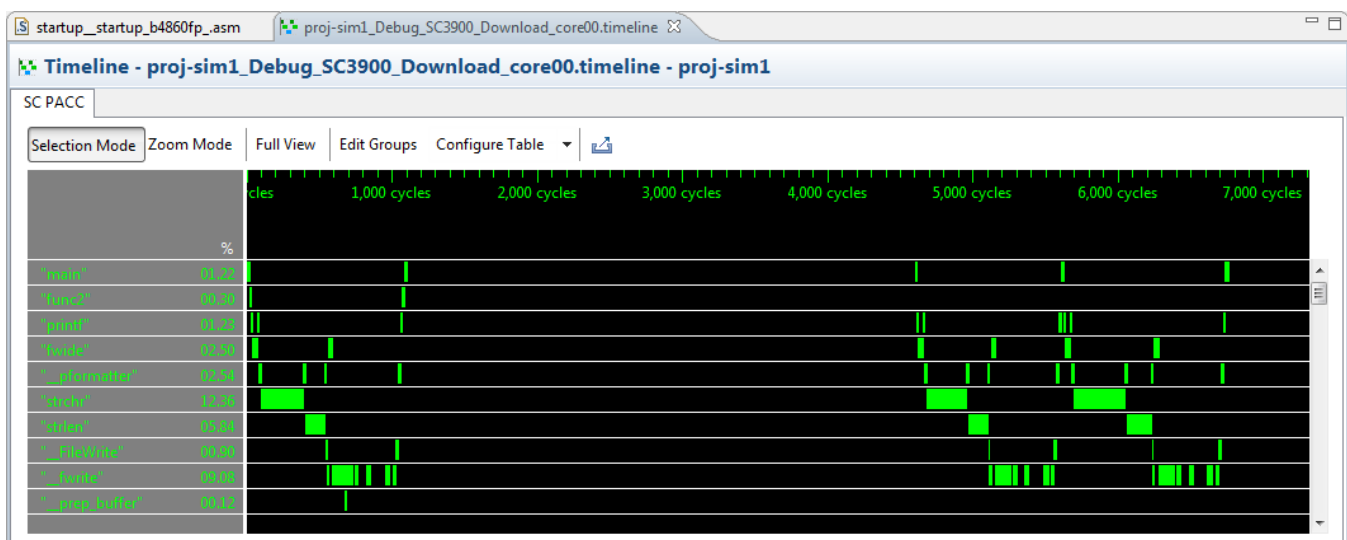 startup__startup_b4860fp_.asm proj-sim1_Debug_SC3900_Download_core00.timeline
Timeline - proj-sim1_Debug_SC3900_Download_core00.timeline - proj-sim1
SC PACC
Selection Mode Zoom Mode Full View Edit Groups Configure Table
cles 1,000 cycles 2,000 cycles 3,000 cycles 4,000 cycles 5,000 cycles 6,000 cycles 7,000 cycles
%
"main" 01.22
"func2" 00.30
"printf" 01.23
"fwide" 02.50
"__pformatter" 02.54
"strchr" 12.36
"strlen" 05.84
"__FileWrite" 00.90
"__fwrite" 09.08
"__prep_buffer" 00.12